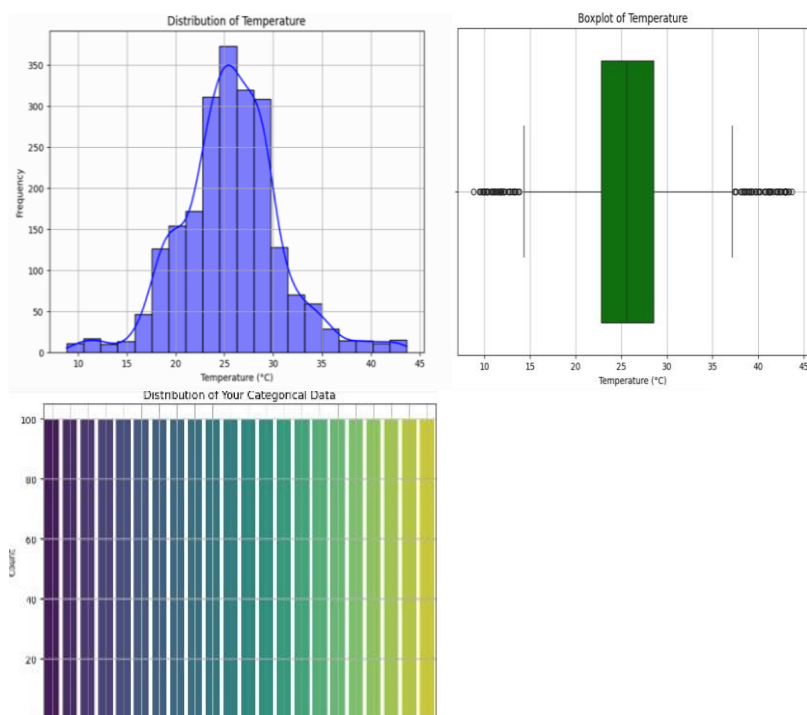 Distribution of Temperature
Frequency
350
300
250
200
150
100
50
0
10 15 20 25 30 35 40 45
Temperature (°C)
Boxplot of Temperature
10 15 20 25 30 35 40 45
Temperature (°C)
Distribution of Your Categorical Data
Count
100
80
60
40
20